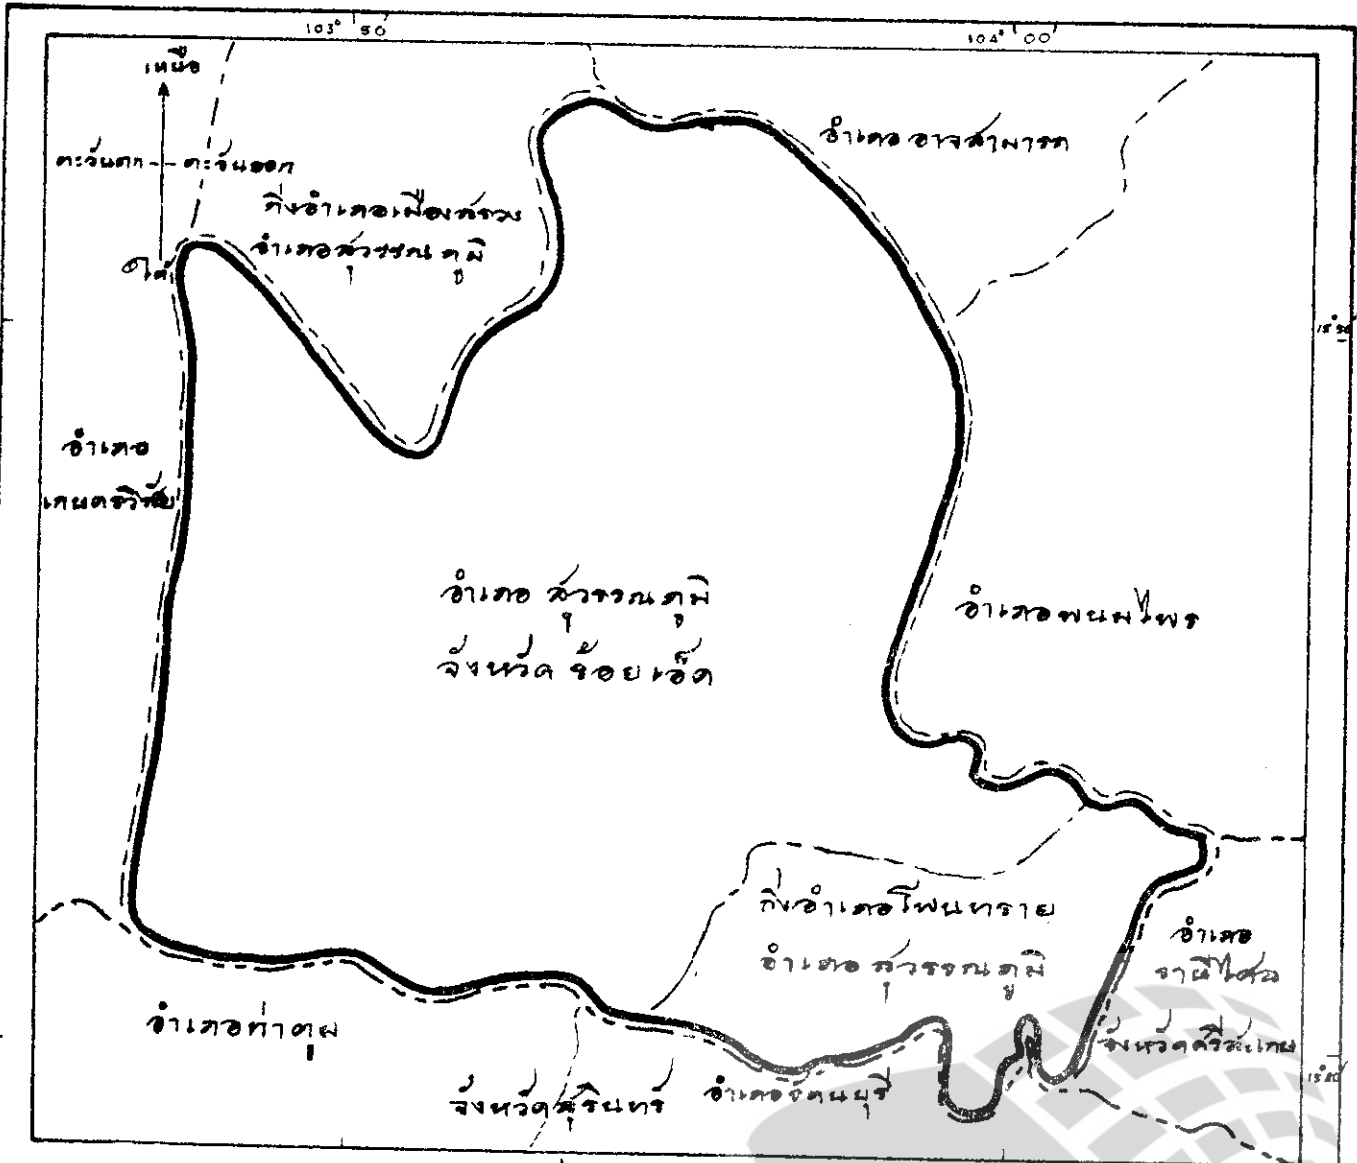 103° 50'
104° 00'
เหนือ
ตะวันตก
ตะวันออก
ใต้
กิ่งอำเภอเมืองสรวง
อำเภอสุวรรณภูมิ
อำเภออาจสามารถ
15° 30'
อำเภอ
เกษตรวิสัย
อำเภอ สุวรรณภูมิ
จังหวัด ร้อยเอ็ด
อำเภอพนมไพร
กิ่งอำเภอโพนทราย
อำเภอ สุวรรณภูมิ
อำเภอ
ราษีไศล
จังหวัดศรีสะเกษ
อำเภอท่าตูม
จังหวัดสุรินทร์
อำเภอรัตนบุรี
15° 20'